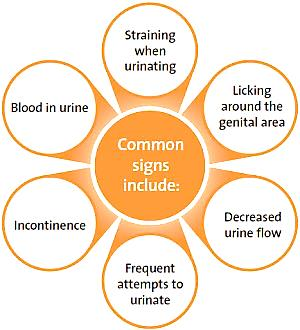 Common
signs
include:
Straining
when
urinating
Licking
around the
genital area
Decreased
urine flow
Frequent
attempts to
urinate
Incontinence
Blood in urine